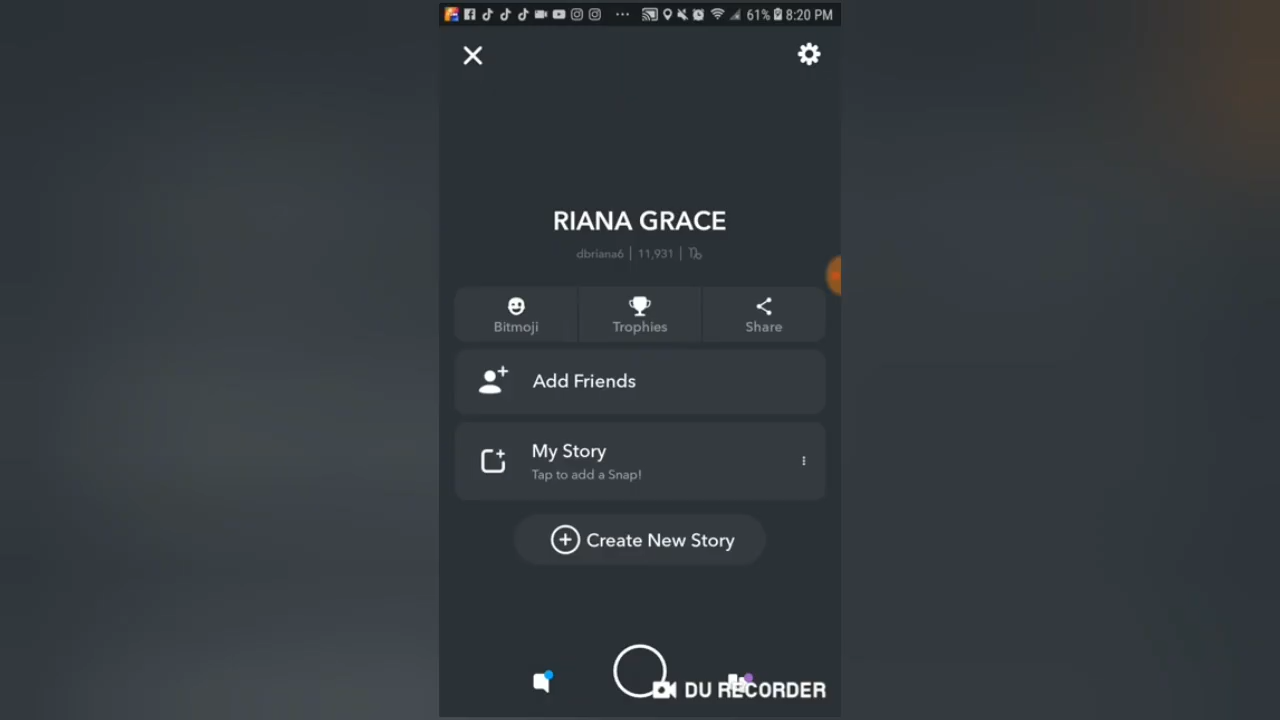 61% 8:20 PM
RIANA GRACE
dbriana6 | 11,931 | ♑
Bitmoji Trophies Share
Add Friends
My Story
Tap to add a Snap!
Create New Story
DU RECORDER